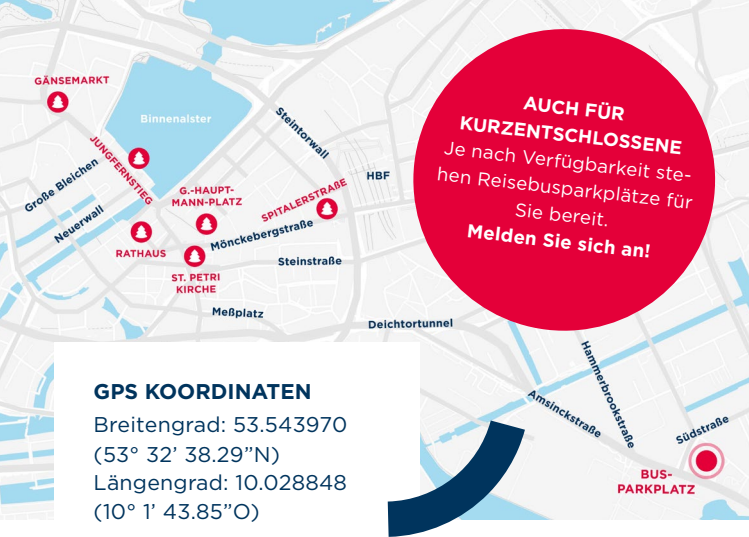 GÄNSEMARKT
Binnenalster
JUNGFERNSTIEG
Große Bleichen
Neuerwall
G.-HAUPT-
MANN-PLATZ
RATHAUS
ST. PETRI
KIRCHE
SPITALERSTRAẞE
Mönckebergstraße
Steinstraße
Steintorwall
HBF
Meßplatz
Deichtortunnel
AUCH FÜR
KURZENTSCHLOSSENE
Je nach Verfügbarkeit ste-
hen Reisebusparkplätze für
Sie bereit.
Melden Sie sich an!
Hammerbrookstraße
Amsinckstraße
Südstraße
BUS-
PARKPLATZ
GPS KOORDINATEN
Breitengrad: 53.543970
(53° 32’ 38.29”N)
Längengrad: 10.028848
(10° 1’ 43.85”O)